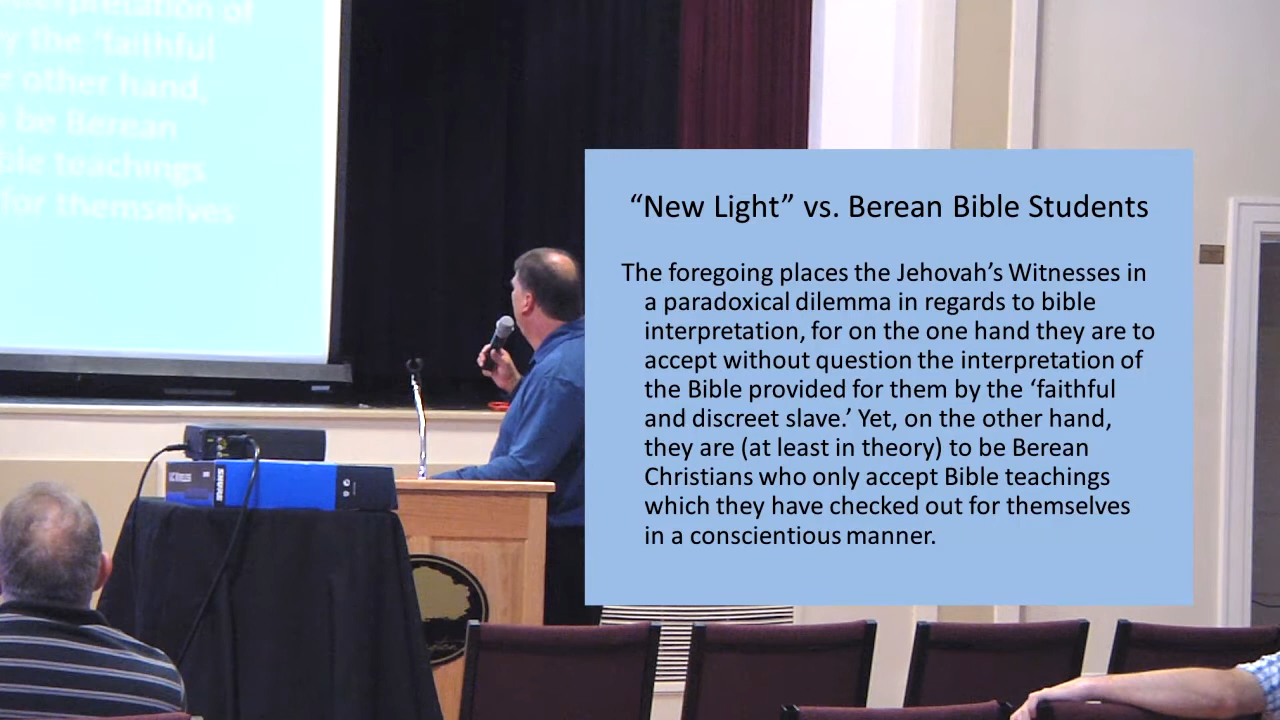 terpretation of
y the ‘faithful
e other hand,
be Berean
ble teachings
for themselves
“New Light” vs. Berean Bible Students
The foregoing places the Jehovah’s Witnesses in
a paradoxical dilemma in regards to bible
interpretation, for on the one hand they are to
accept without question the interpretation of
the Bible provided for them by the ‘faithful
and discreet slave.’ Yet, on the other hand,
they are (at least in theory) to be Berean
Christians who only accept Bible teachings
which they have checked out for themselves
in a conscientious manner.
SHURE